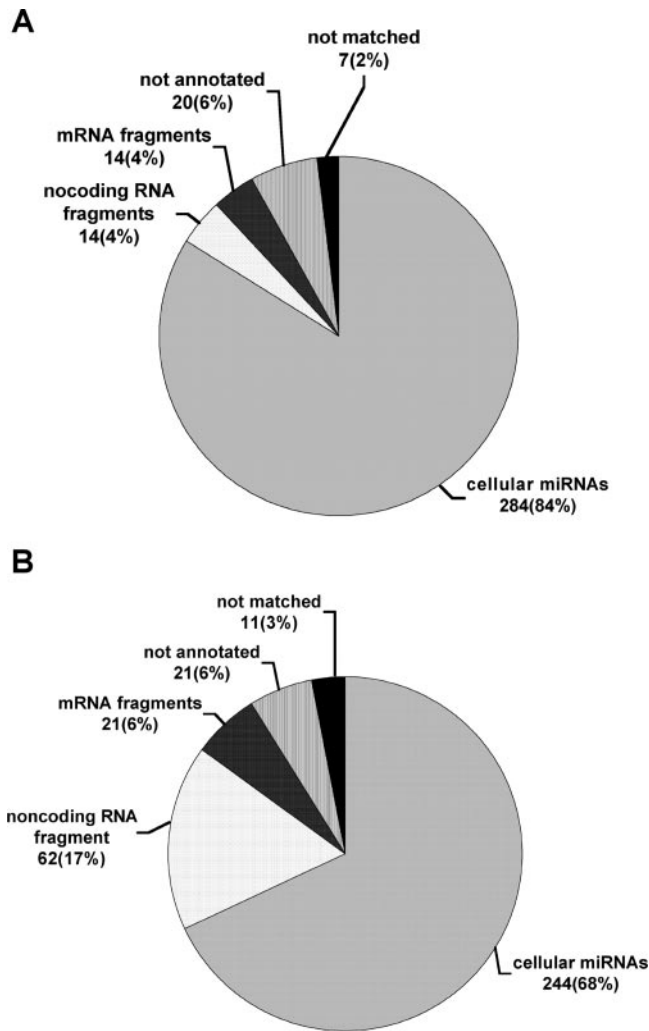 A
not matched
7(2%)
not annotated
20(6%)
mRNA fragments
14(4%)
nocoding RNA
fragments
14(4%)
cellular miRNAs
284(84%)
B
not matched
11(3%)
not annotated
21(6%)
mRNA fragments
21(6%)
noncoding RNA
fragment
62(17%)
cellular miRNAs
244(68%)